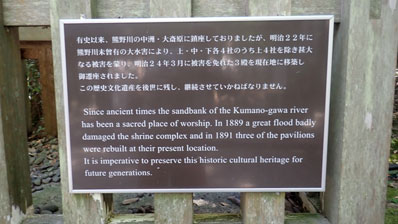 有史以来、熊野川の中洲・大斎原に鎮座しておりましたが、明治22年に
熊野川未曾有の大水害により、上・中・下各4社のうち上4社を除き甚大
なる被害を蒙り、明治24年3月に被害を免れた3殿を現在地に移築し
御遷座されました。
この歴史文化遺産を後世に残し、継続させていかねばなりません。
Since ancient times the sandbank of the Kumano-gawa river
has been a sacred place of worship. In 1889 a great flood badly
damaged the shrine complex and in 1891 three of the pavilions
were rebuilt at their present location.
It is imperative to preserve this historic cultural heritage for
future generations.